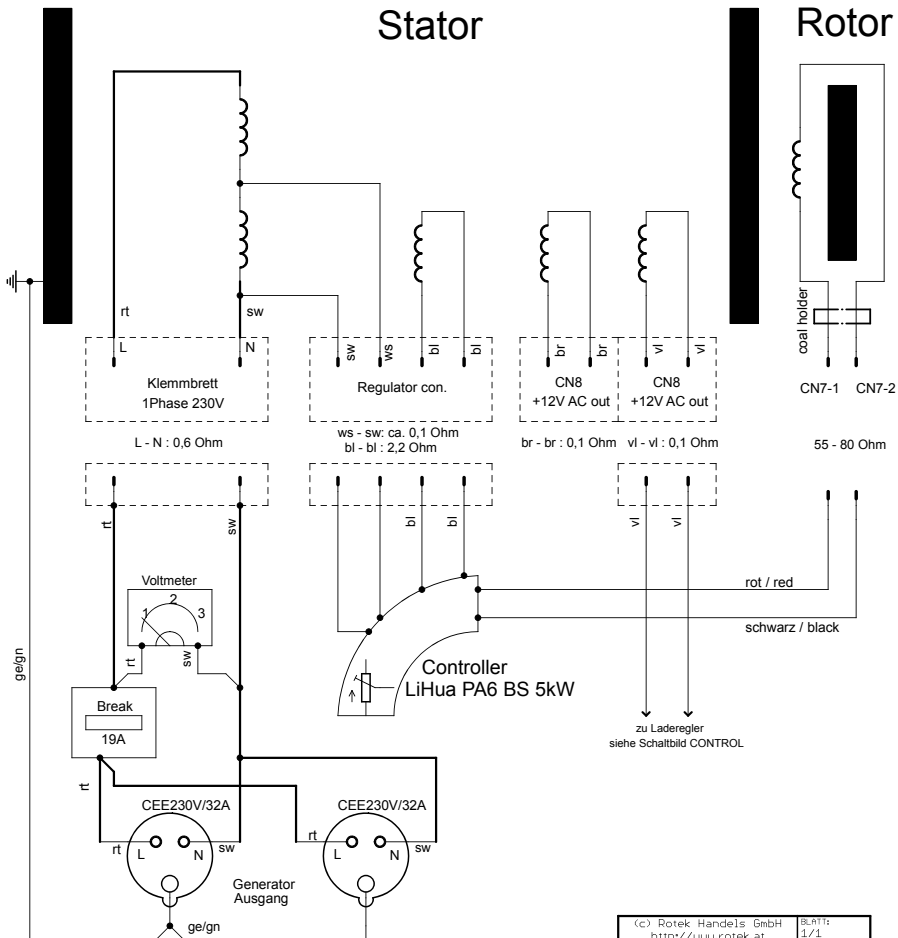 Stator
Rotor
rt
sw
L
N
Klemmbrett
1Phase 230V
L - N : 0,6 Ohm
sw
ws
bl
bl
Regulator con.
ws - sw: ca. 0,1 Ohm
bl - bl : 2,2 Ohm
br
br
CN8
+12V AC out
br - br : 0,1 Ohm
vl
vl
CN8
+12V AC out
vl - vl : 0,1 Ohm
coal holder
CN7-1
CN7-2
55 - 80 Ohm
rt
sw
bl
bl
vl
vl
Voltmeter
1
2
3
rt
sw
rot / red
schwarz / black
ge/gn
Controller
LiHua PA6 BS 5kW
Break
19A
zu Laderegler
siehe Schaltbild CONTROL
rt
CEE230V/32A
CEE230V/32A
rt
L
N
sw
rt
L
N
sw
Generator
Ausgang
ge/gn
(c) Rotek Handels GmbH
http://www.rotek.at
BLATT:
1/1